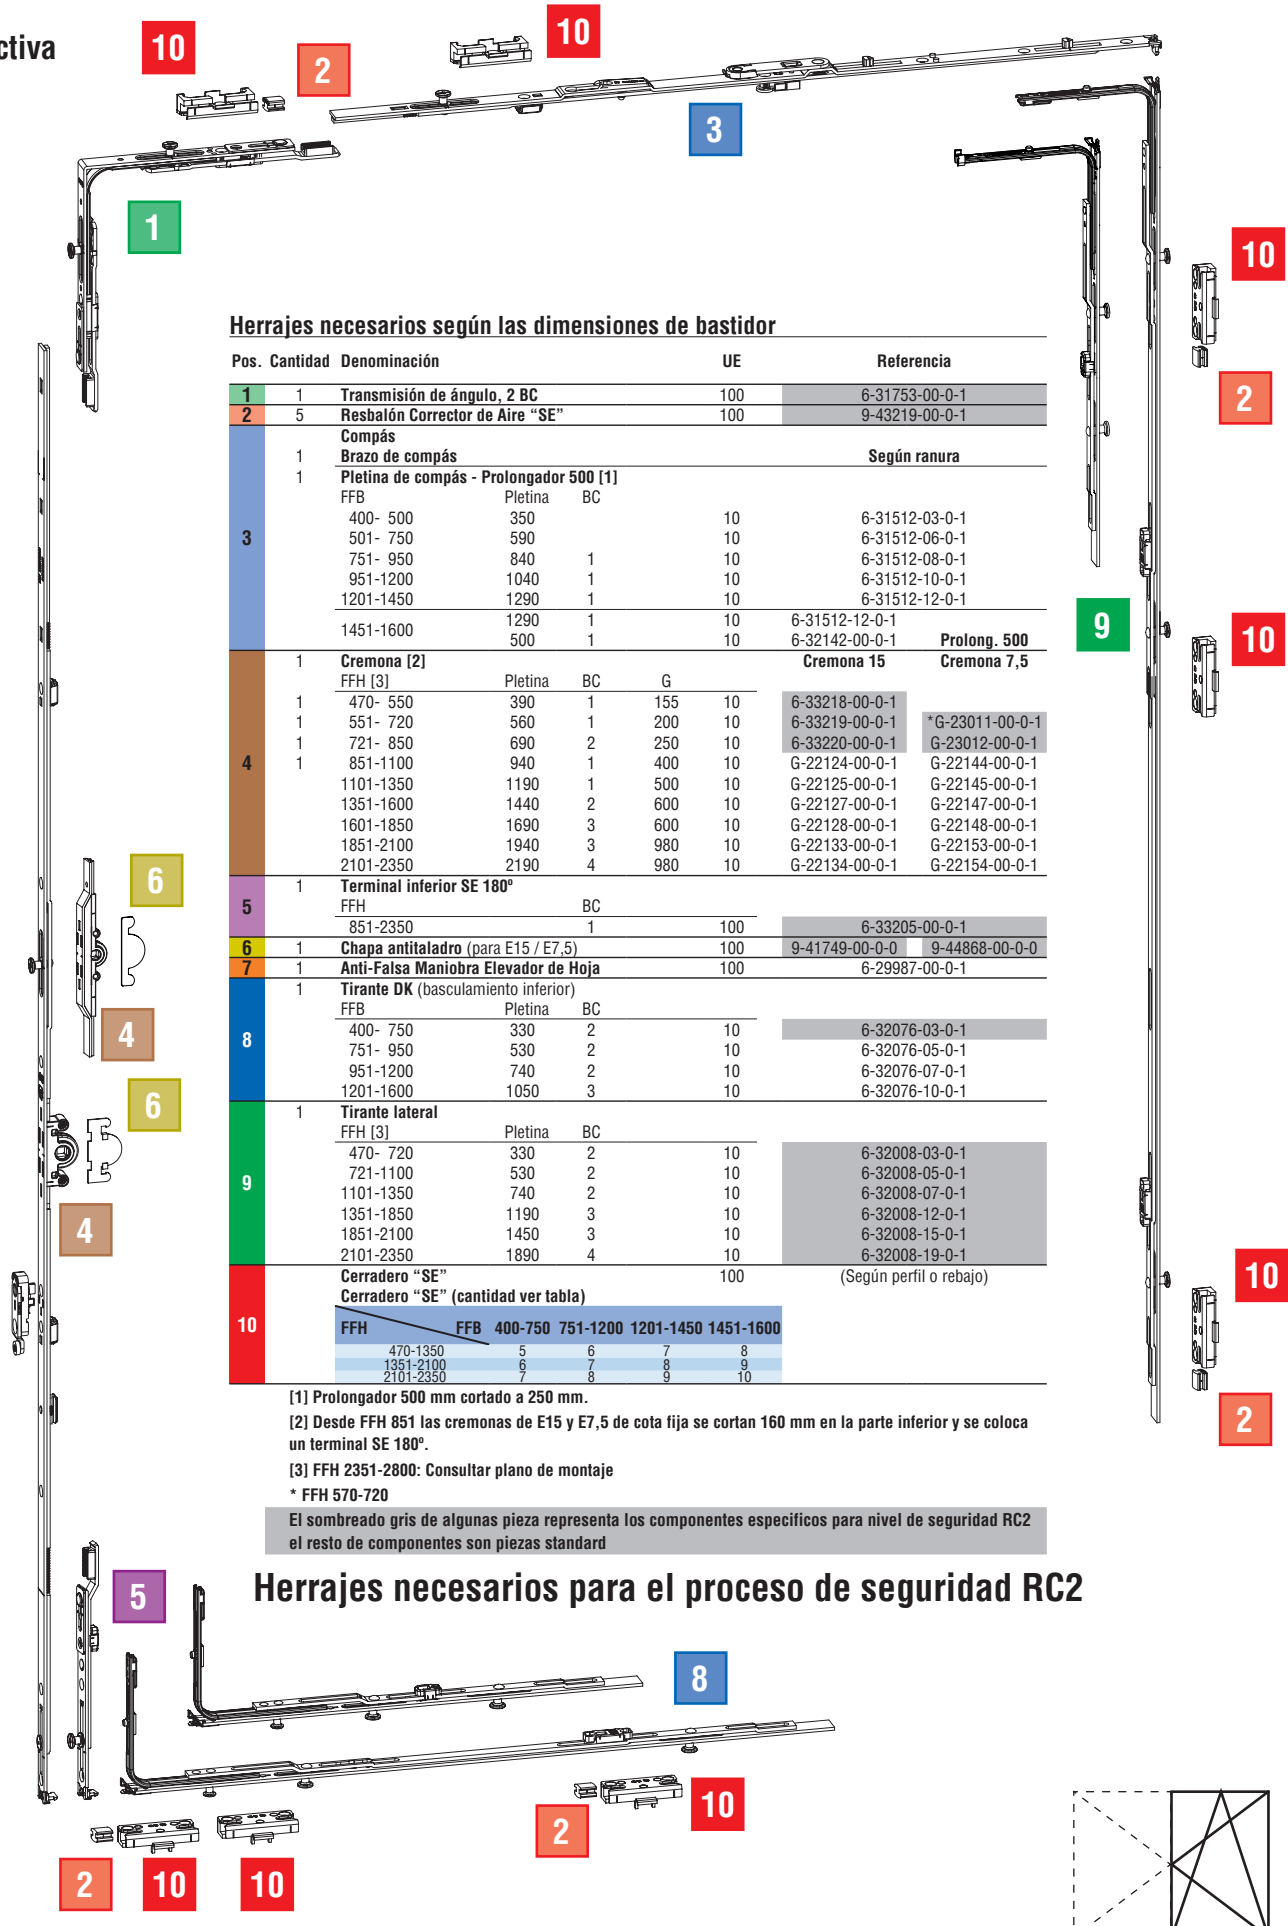 ctiva
10
2
10
3
1
10
2
Herrajes necesarios según las dimensiones de bastidor
Pos. Cantidad Denominación UE Referencia
1 1 Transmisión de ángulo, 2 BC 100 6-31753-00-0-1
2 5 Resbalón Corrector de Aire “SE” 100 9-43219-00-0-1
3
Compás
1 Brazo de compás Según ranura
1 Pletina de compás - Prolongador 500 [1]
FFB Pletina BC
400- 500 350 10 6-31512-03-0-1
501- 750 590 10 6-31512-06-0-1
751- 950 840 1 10 6-31512-08-0-1
951-1200 1040 1 10 6-31512-10-0-1
1201-1450 1290 1 10 6-31512-12-0-1
1451-1600 1290 1 10 6-31512-12-0-1
500 1 10 6-32142-00-0-1 Prolong. 500
4
1 Cremona [2] Cremona 15 Cremona 7,5
FFH [3] Pletina BC G
1 470- 550 390 1 155 10 6-33218-00-0-1
1 551- 720 560 1 200 10 6-33219-00-0-1 *G-23011-00-0-1
1 721- 850 690 2 250 10 6-33220-00-0-1 G-23012-00-0-1
1 851-1100 940 1 400 10 G-22124-00-0-1 G-22144-00-0-1
1101-1350 1190 1 500 10 G-22125-00-0-1 G-22145-00-0-1
1351-1600 1440 2 600 10 G-22127-00-0-1 G-22147-00-0-1
1601-1850 1690 3 600 10 G-22128-00-0-1 G-22148-00-0-1
1851-2100 1940 3 980 10 G-22133-00-0-1 G-22153-00-0-1
2101-2350 2190 4 980 10 G-22134-00-0-1 G-22154-00-0-1
5
1 Terminal inferior SE 180º
FFH BC
851-2350 1 100 6-33205-00-0-1
6 1 Chapa antitaladro (para E15 / E7,5) 100 9-41749-00-0-0 9-44868-00-0-0
7 1 Anti-Falsa Maniobra Elevador de Hoja 100 6-29987-00-0-1
8
1 Tirante DK (basculamiento inferior)
FFB Pletina BC
400- 750 330 2 10 6-32076-03-0-1
751- 950 530 2 10 6-32076-05-0-1
951-1200 740 2 10 6-32076-07-0-1
1201-1600 1050 3 10 6-32076-10-0-1
9
1 Tirante lateral
FFH [3] Pletina BC
470- 720 330 2 10 6-32008-03-0-1
721-1100 530 2 10 6-32008-05-0-1
1101-1350 740 2 10 6-32008-07-0-1
1351-1850 1190 3 10 6-32008-12-0-1
1851-2100 1450 3 10 6-32008-15-0-1
2101-2350 1890 4 10 6-32008-19-0-1
10
Cerradero “SE” 100 (Según perfil o rebajo)
Cerradero “SE” (cantidad ver tabla)
FFH FFB 400-750 751-1200 1201-1450 1451-1600
470-1350 5 6 7 8
1351-2100 6 7 8 9
2101-2350 7 8 9 10
[1] Prolongador 500 mm cortado a 250 mm.
[2] Desde FFH 851 las cremonas de E15 y E7,5 de cota fija se cortan 160 mm en la parte inferior y se coloca
un terminal SE 180º.
[3] FFH 2351-2800: Consultar plano de montaje
* FFH 570-720
El sombreado gris de algunas pieza representa los componentes especificos para nivel de seguridad RC2
el resto de componentes son piezas standard
9
10
6
4
6
4
10
2
5
Herrajes necesarios para el proceso de seguridad RC2
8
2
10
2
10
10